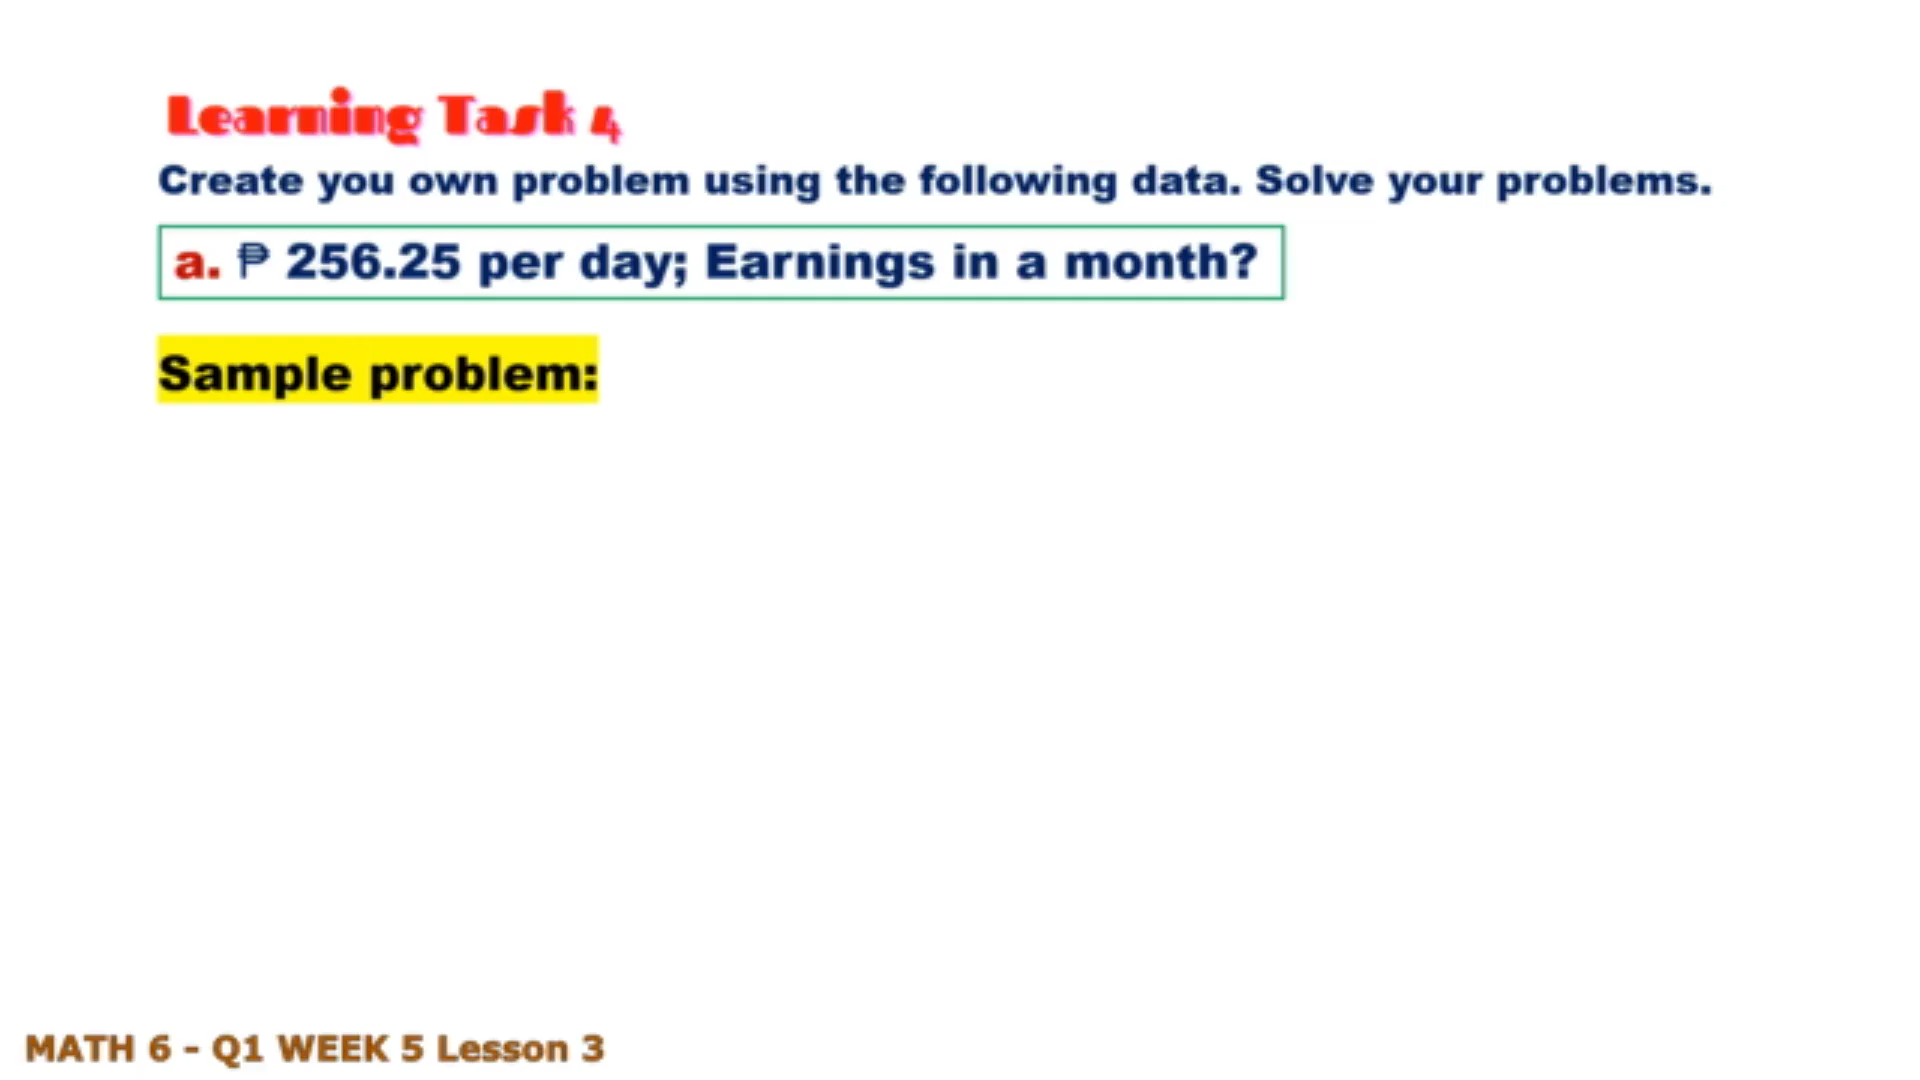 Learning Task 4
Create you own problem using the following data. Solve your problems.
a. ₱ 256.25 per day; Earnings in a month?
Sample problem:
MATH 6 - Q1 WEEK 5 Lesson 3